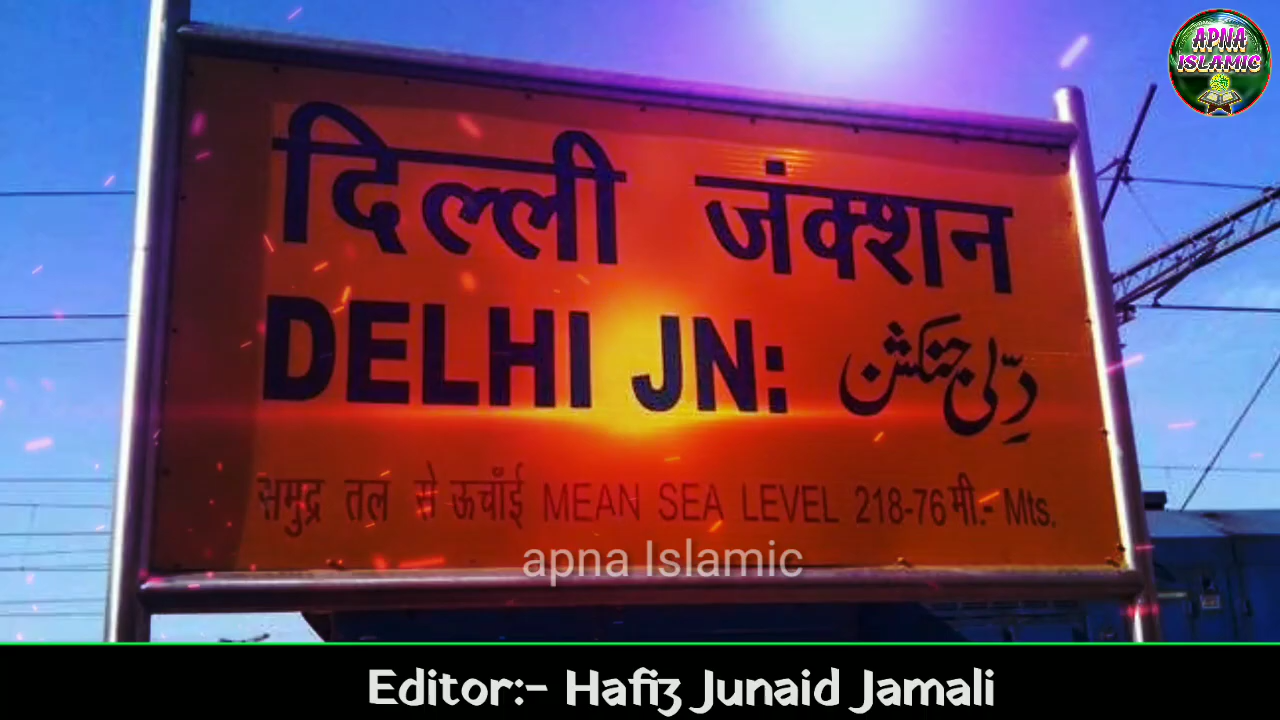 APNA
ISLAMIC
दिल्ली जंक्शन
DELHI JN: دِلّی جنکشن
समुद्र तल से ऊचाँई MEAN SEA LEVEL 218-76 मी.- Mts.
apna Islamic
Editor:- Hafiz Junaid Jamali